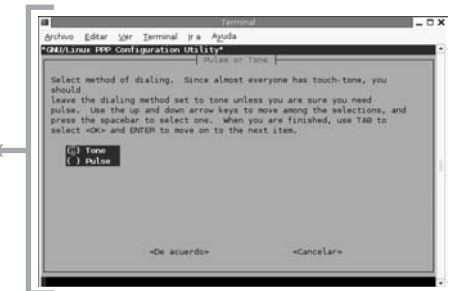 Terminal
Archivo Editar Ver Terminal Ir a Ayuda
*GNU/Linux PPP Configuration Utility*
Pulse or Tone
Select method of dialing. Since almost everyone has touch-tone, you
should
leave the dialing method set to tone unless you are sure you need
pulse. Use the up and down arrow keys to move among the selections, and
press the spacebar to select one. When you are finished, use TAB to
select <OK> and ENTER to move on to the next item.
Tone
( ) Pulse
<De acuerdo> <Cancelar>